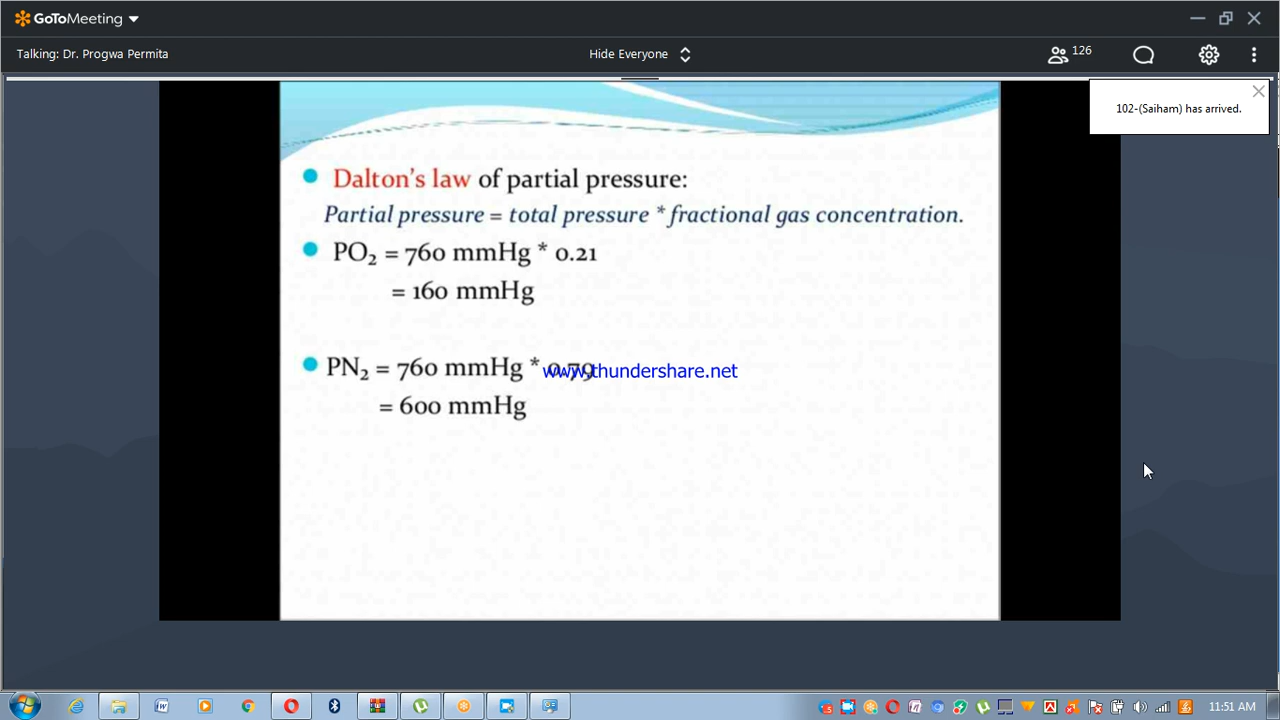 GoToMeeting
Talking: Dr. Progwa Permita
Hide Everyone
126
102-(Saiham) has arrived.
Dalton's law of partial pressure:
Partial pressure = total pressure * fractional gas concentration.
PO₂ = 760 mmHg * 0.21
= 160 mmHg
PN₂ = 760 mmHg * 0.79
www.thundershare.net
= 600 mmHg
11:51 AM